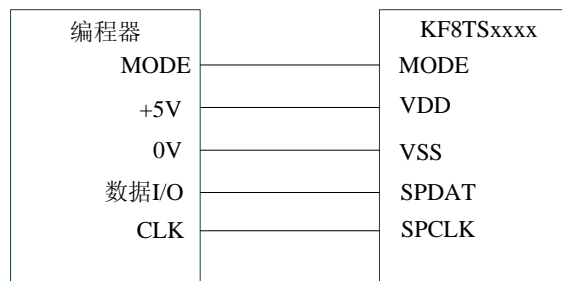 编程器 KF8TSxxxx
MODE MODE
+5V VDD
0V VSS
数据I/O SPDAT
CLK SPCLK